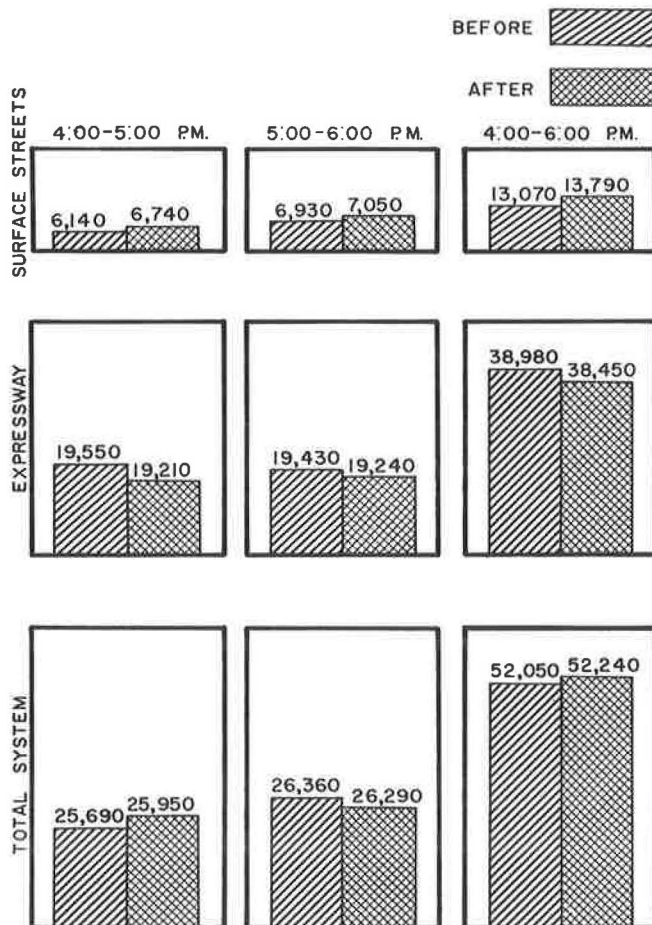 BEFORE
AFTER
SURFACE STREETS
4:00-5:00 P.M.
5:00-6:00 P.M.
4:00-6:00 P.M.
6,140
6,740
6,930
7,050
13,070
13,790
EXPRESSWAY
19,550
19,210
19,430
19,240
38,980
38,450
TOTAL SYSTEM
25,690
25,950
26,360
26,290
52,050
52,240